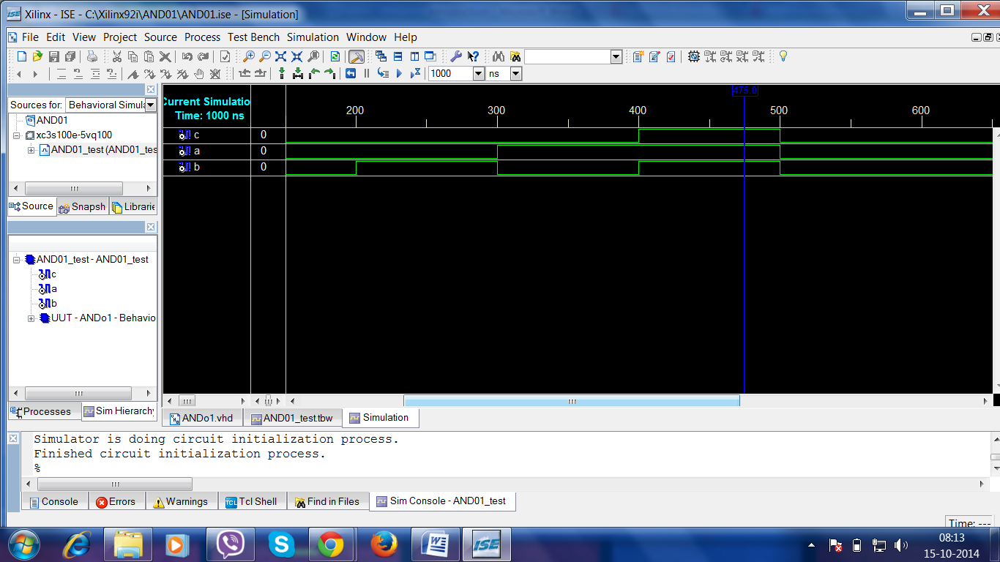 Xilinx - ISE - C:\Xilinx92i\AND01\AND01.ise - [Simulation]
File Edit View Project Source Process Test Bench Simulation Window Help
1000 ns
Sources for: Behavioral Simula
AND01
xc3s100e-5vq100
AND01_test (AND01_tes
Source Snapsh Librarie
AND01_test - AND01_test
c
a
b
UUT - ANDo1 - Behavio
Processes Sim Hierarchy
Current Simulatio
Time: 1000 ns
475.0
200 300 400 500 600
c 0
a 0
b 0
ANDo1.vhd AND01_test.tbw Simulation
Simulator is doing circuit initialization process.
Finished circuit initialization process.
%
Console Errors Warnings TCL Tcl Shell Find in Files Sim Console - AND01_test
Time: ---
ISE
08:13
15-10-2014